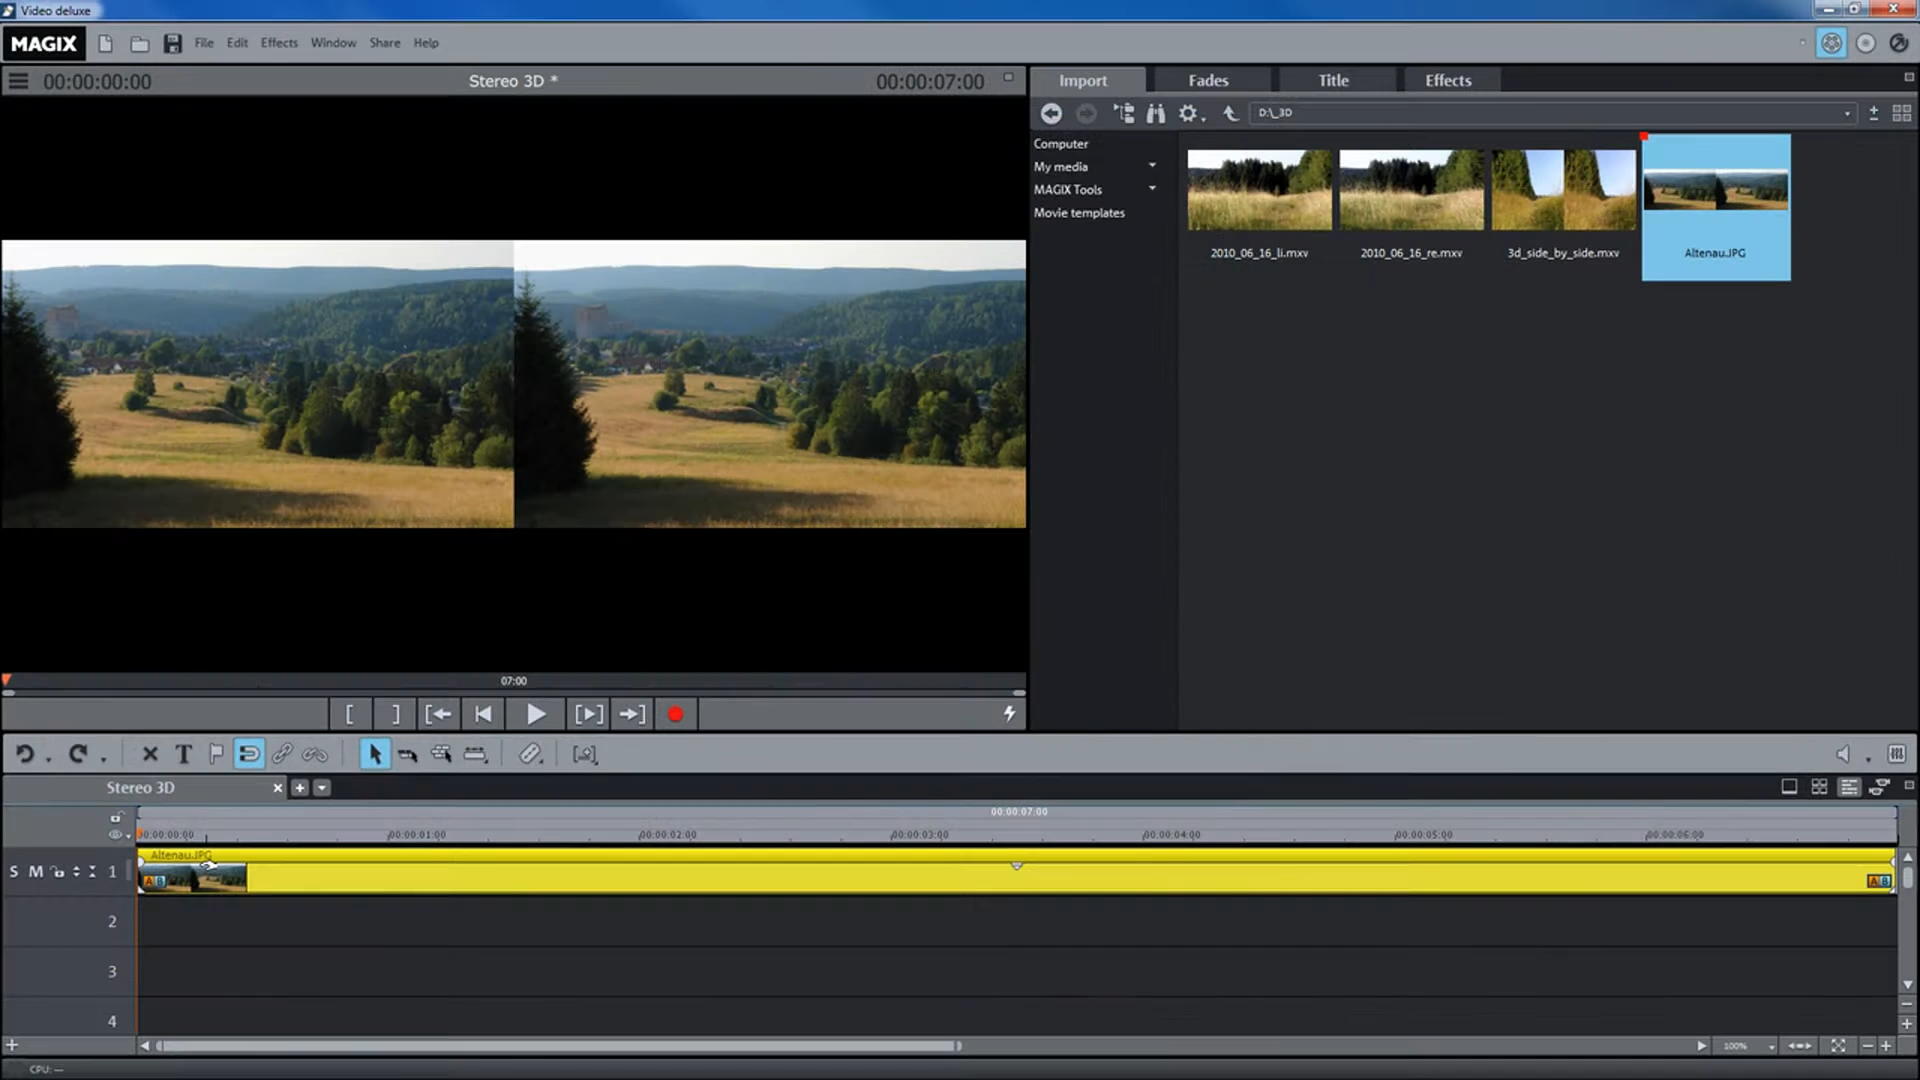 Video deluxe
MAGIX File Edit Effects Window Share Help
00:00:00:00 Stereo 3D * 00:00:07:00
Import Fades Title Effects
D:\_3D
Computer
My media
MAGIX Tools
Movie templates
2010_06_16_li.mxv 2010_06_16_re.mxv 3d_side_by_side.mxv Altenau.JPG
07:00
Stereo 3D
00:00:07:00
00:00:00:00 00:00:01:00 00:00:02:00 00:00:03:00 00:00:04:00 00:00:05:00 00:00:06:00
Altenau.JPG
S M 1
A B
A B
2
3
4
100%
CPU: —